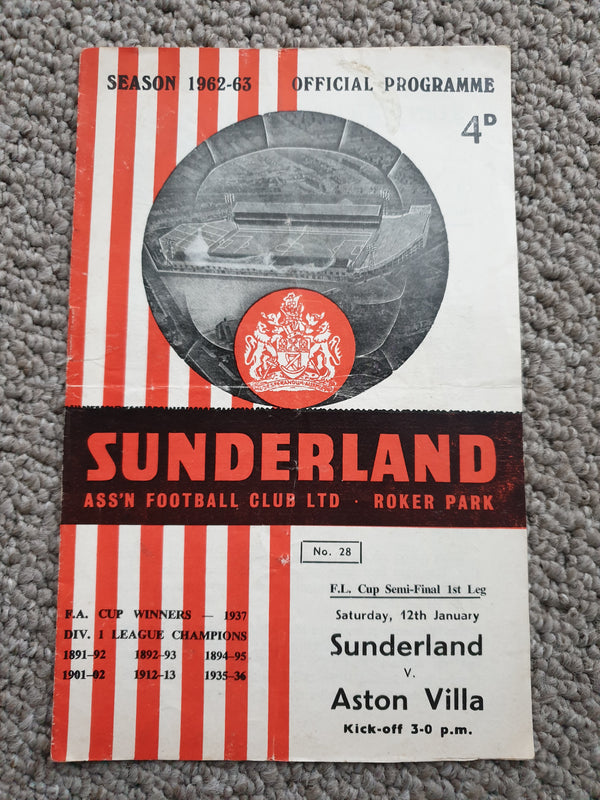 SEASON 1962-63 OFFICIAL PROGRAMME
4D
SUNDERLAND
ASS'N FOOTBALL CLUB LTD · ROKER PARK
No. 28
F.A. CUP WINNERS — 1937
DIV. 1 LEAGUE CHAMPIONS
1891-92 1892-93 1894-95
1901-02 1912-13 1935-36
F.L. Cup Semi-Final 1st Leg
Saturday, 12th January
Sunderland
V.
Aston Villa
Kick-off 3-0 p.m.